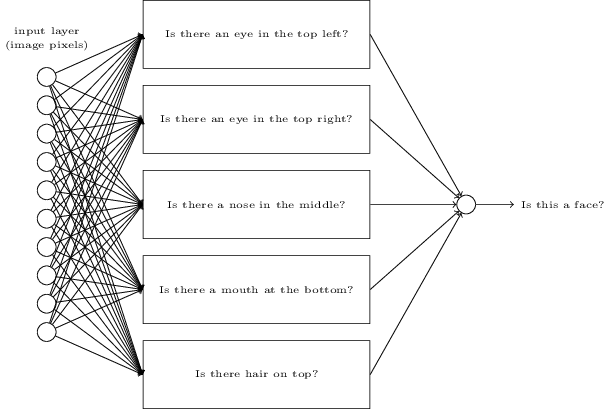 input layer
(image pixels)
Is there an eye in the top left?
Is there an eye in the top right?
Is there a nose in the middle?
Is there a mouth at the bottom?
Is there hair on top?
Is this a face?